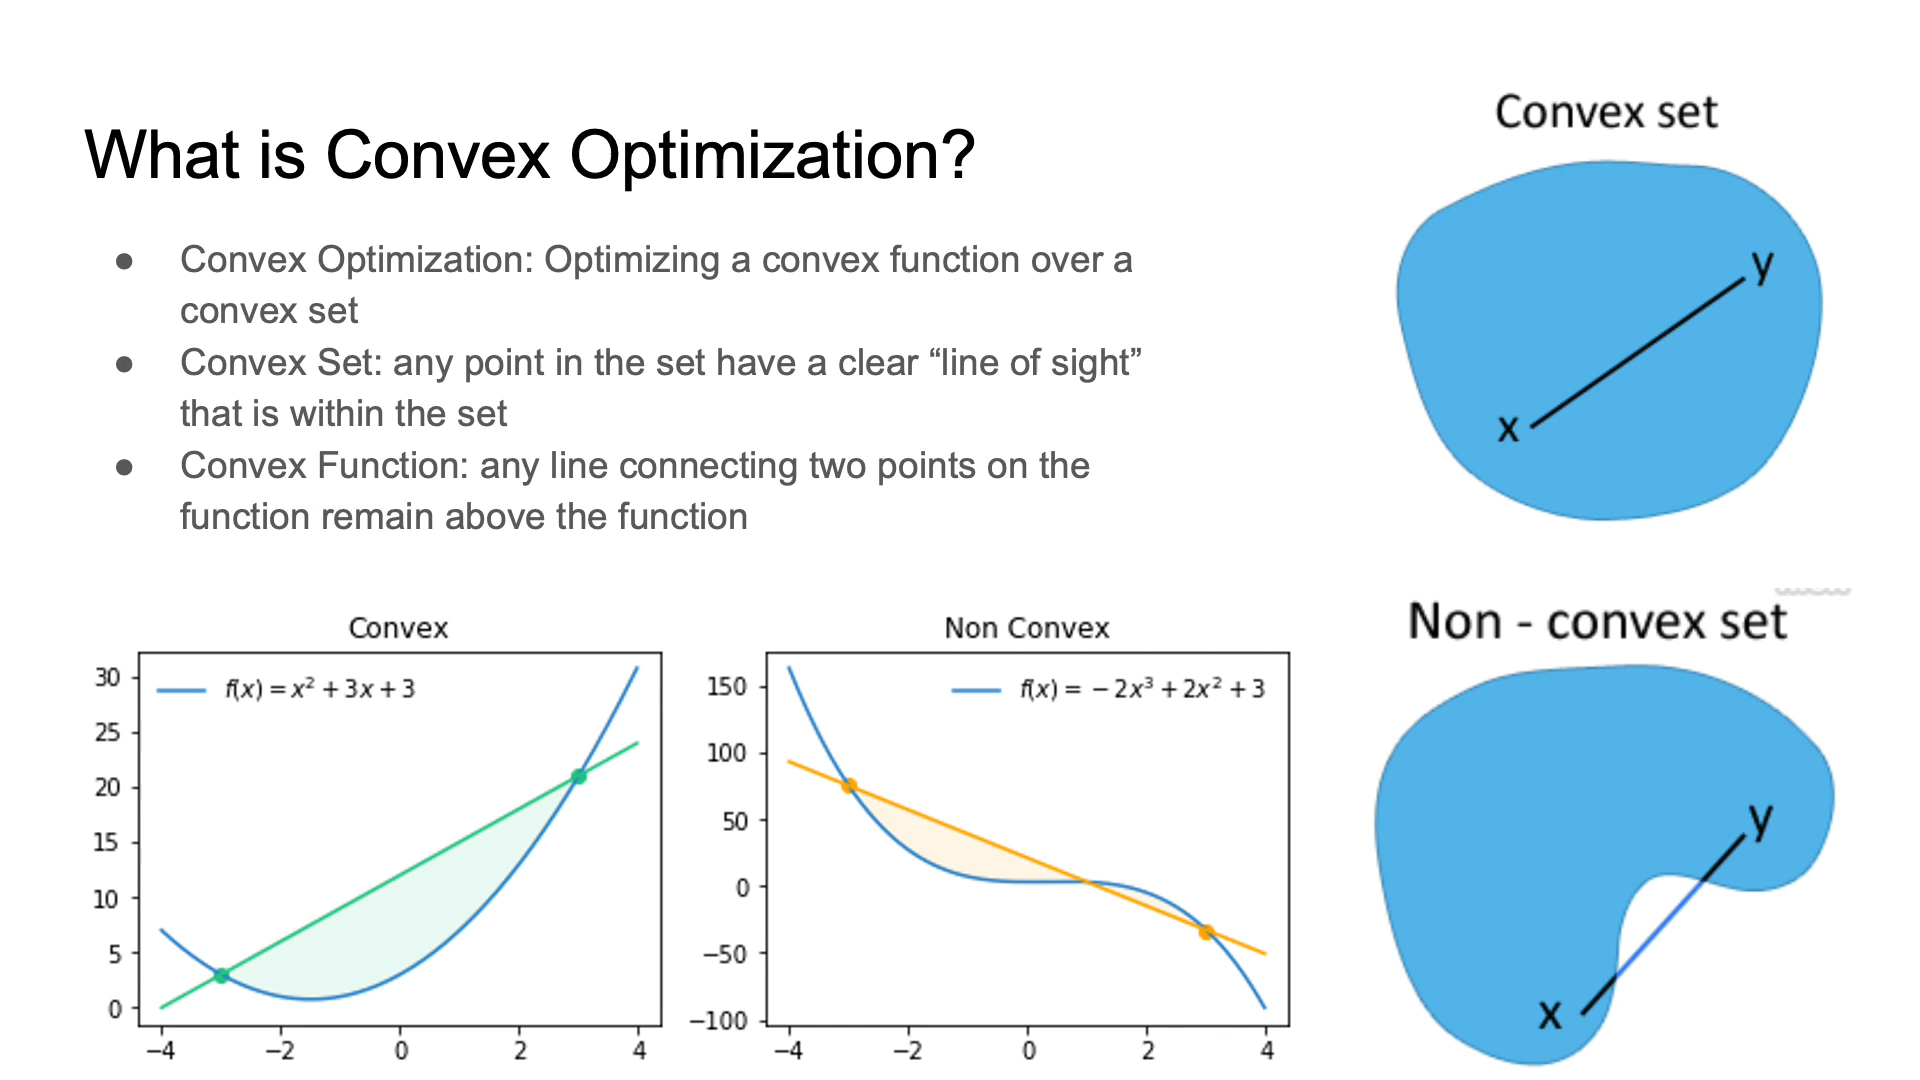 What is Convex Optimization?
● Convex Optimization: Optimizing a convex function over a
convex set
● Convex Set: any point in the set have a clear “line of sight”
that is within the set
● Convex Function: any line connecting two points on the
function remain above the function
Convex set
y
x
Convex
f(x) = x² + 3x + 3
30
25
20
15
10
5
0
−4 −2 0 2 4
Non Convex
f(x) = − 2x³ + 2x² + 3
150
100
50
0
−50
−100
−4 −2 0 2 4
Non - convex set
y
x